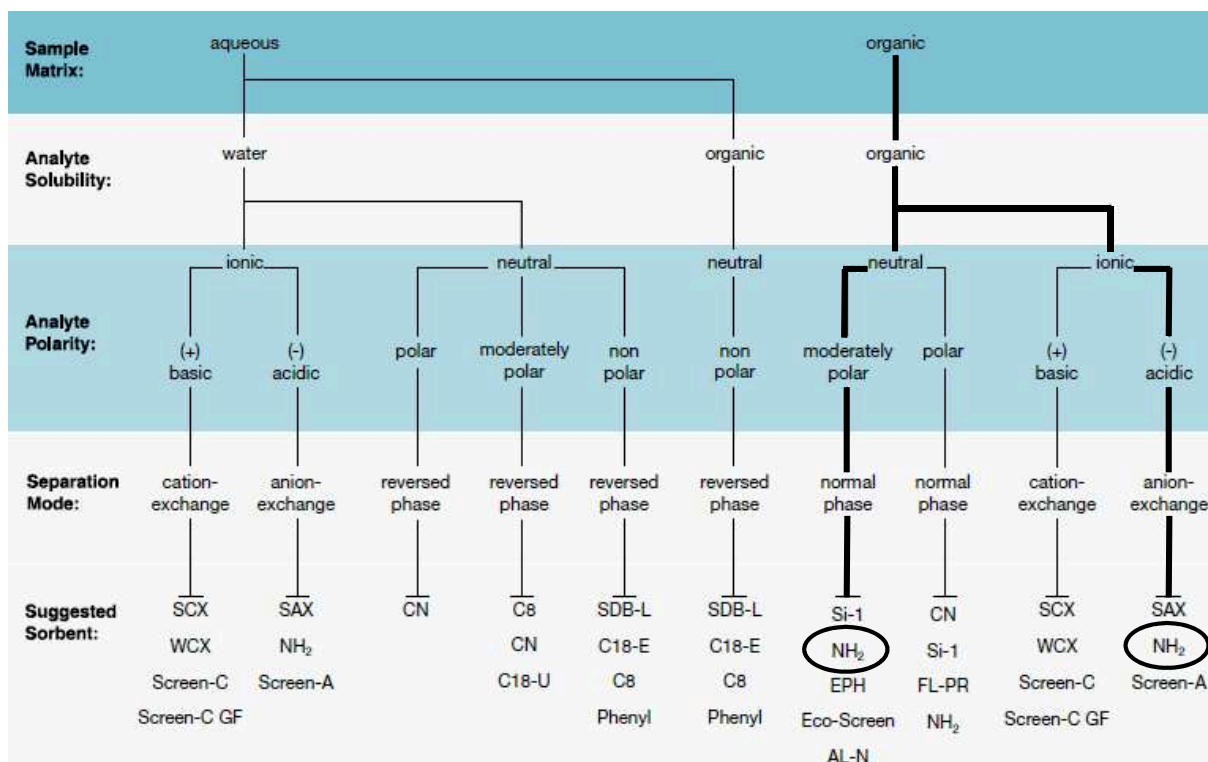 Sample Matrix: aqueous organic
Analyte Solubility: water organic organic
ionic neutral neutral neutral ionic
Analyte Polarity: (+) basic (-) acidic polar moderately polar non polar non polar moderately polar polar (+) basic (-) acidic
Separation Mode: cation-exchange anion-exchange reversed phase reversed phase reversed phase reversed phase normal phase normal phase cation-exchange anion-exchange
Suggested Sorbent: SCX SAX CN C8 SDB-L SDB-L Si-1 CN SCX SAX
WCX NH₂ CN C18-E C18-E NH₂ Si-1 WCX NH₂
Screen-C Screen-A C18-U C8 C8 EPH FL-PR Screen-C Screen-A
Screen-C GF Phenyl Phenyl Eco-Screen NH₂ Screen-C GF
AL-N